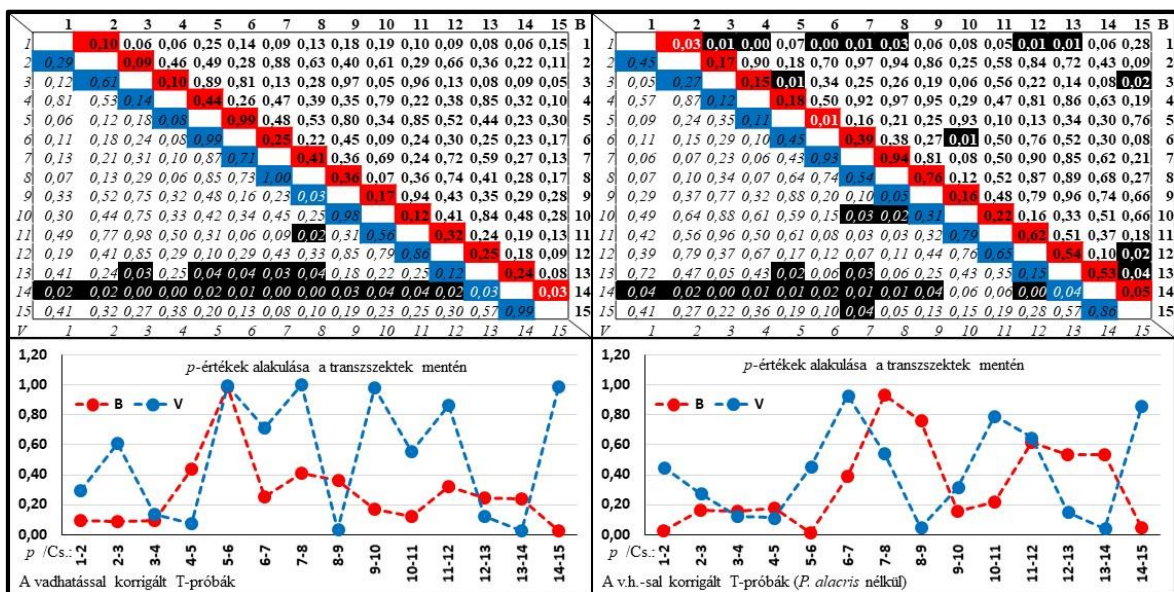 1 2 3 4 5 6 7 8 9 10 11 12 13 14 15 B
1 0,10 0,06 0,06 0,25 0,14 0,09 0,13 0,18 0,19 0,10 0,09 0,08 0,06 0,15 1
2 0,29 0,09 0,46 0,49 0,28 0,88 0,63 0,40 0,61 0,29 0,66 0,36 0,22 0,11 2
3 0,12 0,61 0,10 0,89 0,81 0,13 0,28 0,97 0,05 0,96 0,13 0,08 0,09 0,05 3
4 0,81 0,53 0,14 0,44 0,26 0,47 0,39 0,35 0,79 0,22 0,38 0,85 0,32 0,10 4
5 0,06 0,12 0,18 0,08 0,99 0,48 0,53 0,80 0,34 0,85 0,52 0,44 0,23 0,30 5
6 0,11 0,18 0,24 0,08 0,99 0,25 0,22 0,45 0,09 0,24 0,30 0,25 0,23 0,17 6
7 0,13 0,21 0,31 0,10 0,87 0,71 0,41 0,36 0,69 0,24 0,72 0,59 0,27 0,13 7
8 0,07 0,13 0,29 0,06 0,85 0,73 1,00 0,36 0,07 0,36 0,74 0,41 0,28 0,17 8
9 0,33 0,52 0,75 0,32 0,48 0,16 0,23 0,03 0,17 0,94 0,43 0,35 0,29 0,28 9
10 0,30 0,44 0,75 0,33 0,42 0,34 0,45 0,25 0,98 0,12 0,41 0,84 0,48 0,28 10
11 0,49 0,77 0,98 0,50 0,31 0,06 0,09 0,02 0,31 0,56 0,32 0,24 0,19 0,13 11
12 0,19 0,41 0,85 0,29 0,10 0,29 0,43 0,33 0,85 0,79 0,86 0,25 0,18 0,09 12
13 0,41 0,24 0,03 0,25 0,04 0,04 0,03 0,04 0,18 0,22 0,25 0,12 0,24 0,08 13
14 0,02 0,02 0,00 0,00 0,02 0,01 0,00 0,00 0,03 0,04 0,04 0,02 0,03 0,03 14
15 0,41 0,32 0,27 0,38 0,20 0,13 0,08 0,10 0,19 0,23 0,25 0,30 0,57 0,99 15
V 1 2 3 4 5 6 7 8 9 10 11 12 13 14 15
1 2 3 4 5 6 7 8 9 10 11 12 13 14 15 B
1 0,03 0,01 0,00 0,07 0,00 0,01 0,03 0,06 0,08 0,05 0,01 0,01 0,06 0,28 1
2 0,45 0,17 0,90 0,18 0,70 0,97 0,94 0,86 0,25 0,58 0,84 0,72 0,43 0,09 2
3 0,05 0,27 0,15 0,01 0,34 0,25 0,26 0,19 0,06 0,56 0,22 0,14 0,08 0,02 3
4 0,57 0,87 0,12 0,18 0,50 0,92 0,97 0,95 0,29 0,47 0,81 0,86 0,63 0,19 4
5 0,09 0,24 0,35 0,11 0,01 0,16 0,21 0,25 0,93 0,10 0,13 0,34 0,30 0,76 5
6 0,11 0,15 0,29 0,10 0,45 0,39 0,38 0,27 0,01 0,50 0,76 0,52 0,30 0,08 6
7 0,06 0,07 0,23 0,06 0,43 0,93 0,94 0,81 0,08 0,50 0,90 0,85 0,62 0,21 7
8 0,07 0,10 0,34 0,07 0,64 0,74 0,54 0,76 0,12 0,52 0,87 0,89 0,68 0,27 8
9 0,29 0,37 0,77 0,32 0,88 0,20 0,10 0,05 0,16 0,48 0,79 0,96 0,74 0,66 9
10 0,49 0,64 0,88 0,61 0,59 0,15 0,03 0,02 0,31 0,22 0,16 0,33 0,51 0,66 10
11 0,42 0,56 0,96 0,50 0,61 0,08 0,03 0,03 0,32 0,79 0,62 0,51 0,37 0,18 11
12 0,39 0,79 0,37 0,67 0,17 0,12 0,07 0,11 0,44 0,76 0,65 0,54 0,10 0,02 12
13 0,72 0,47 0,05 0,43 0,02 0,06 0,03 0,06 0,25 0,43 0,35 0,15 0,53 0,04 13
14 0,04 0,02 0,00 0,01 0,01 0,01 0,01 0,01 0,04 0,06 0,06 0,00 0,04 0,05 14
15 0,41 0,27 0,22 0,36 0,19 0,10 0,04 0,05 0,13 0,15 0,19 0,28 0,57 0,86 15
V 1 2 3 4 5 6 7 8 9 10 11 12 13 14 15
p-értékek alakulása a transzszektek mentén
B V
1,20
1,00
0,80
0,60
0,40
0,20
0,00
p /Cs.: 1-2 2-3 3-4 4-5 5-6 6-7 7-8 8-9 9-10 10-11 11-12 12-13 13-14 14-15
A vadhatással korrigált T-próbák
p-értékek alakulása a transzszektek mentén
B V
1,20
1,00
0,80
0,60
0,40
0,20
0,00
p /Cs.: 1-2 2-3 3-4 4-5 5-6 6-7 7-8 8-9 9-10 10-11 11-12 12-13 13-14 14-15
A v.h.-sal korrigált T-próbák (P. alacris nélkül)